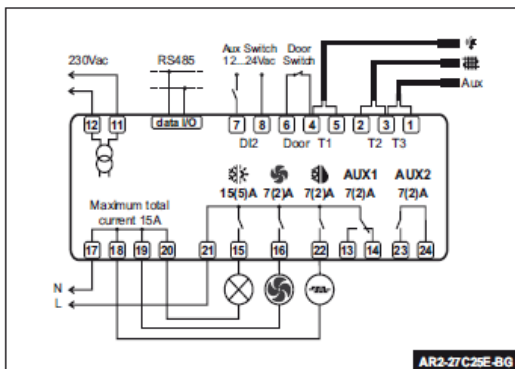 230Vac RS485 Aux Switch 12...24Vac Door Switch
Aux
12 11 data I/O 7 8 6 4 5 2 3 1
DI2 Door T1 T2 T3
15(5)A 7(2)A 7(2)A AUX1 7(2)A AUX2 7(2)A
Maximum total current 15A
17 18 19 20 21 15 16 22 13 14 23 24
N
L
AR2-27C25E-BG